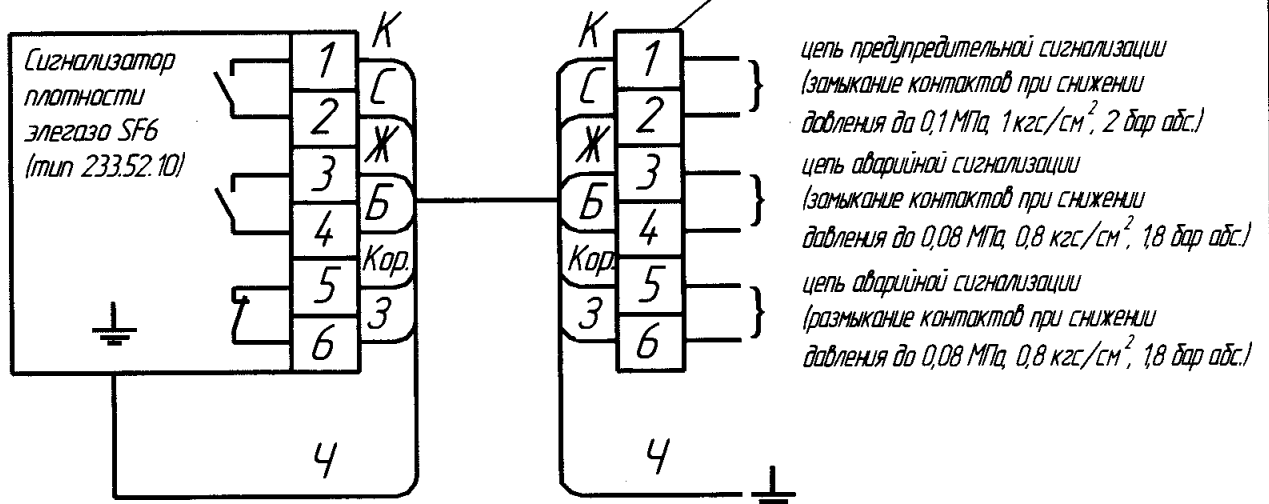 Сигнализатор
плотности
элегаза SF6
(тип 233.52.10)
1
2
3
4
5
6
К
С
Ж
Б
Кор.
З
Ч
К
С
Ж
Б
Кор.
З
Ч
1
2
3
4
5
6
цепь предупредительной сигнализации
(замыкание контактов при снижении
давления да 0,1 МПа, 1 кгс/см², 2 бар абс.)
цепь аварийной сигнализации
(замыкание контактов при снижении
давления до 0,08 МПа, 0,8 кгс/см², 1,8 бар абс.)
цепь аварийной сигнализации
(размыкание контактов при снижении
давления до 0,08 МПа, 0,8 кгс/см², 1,8 бар абс.)